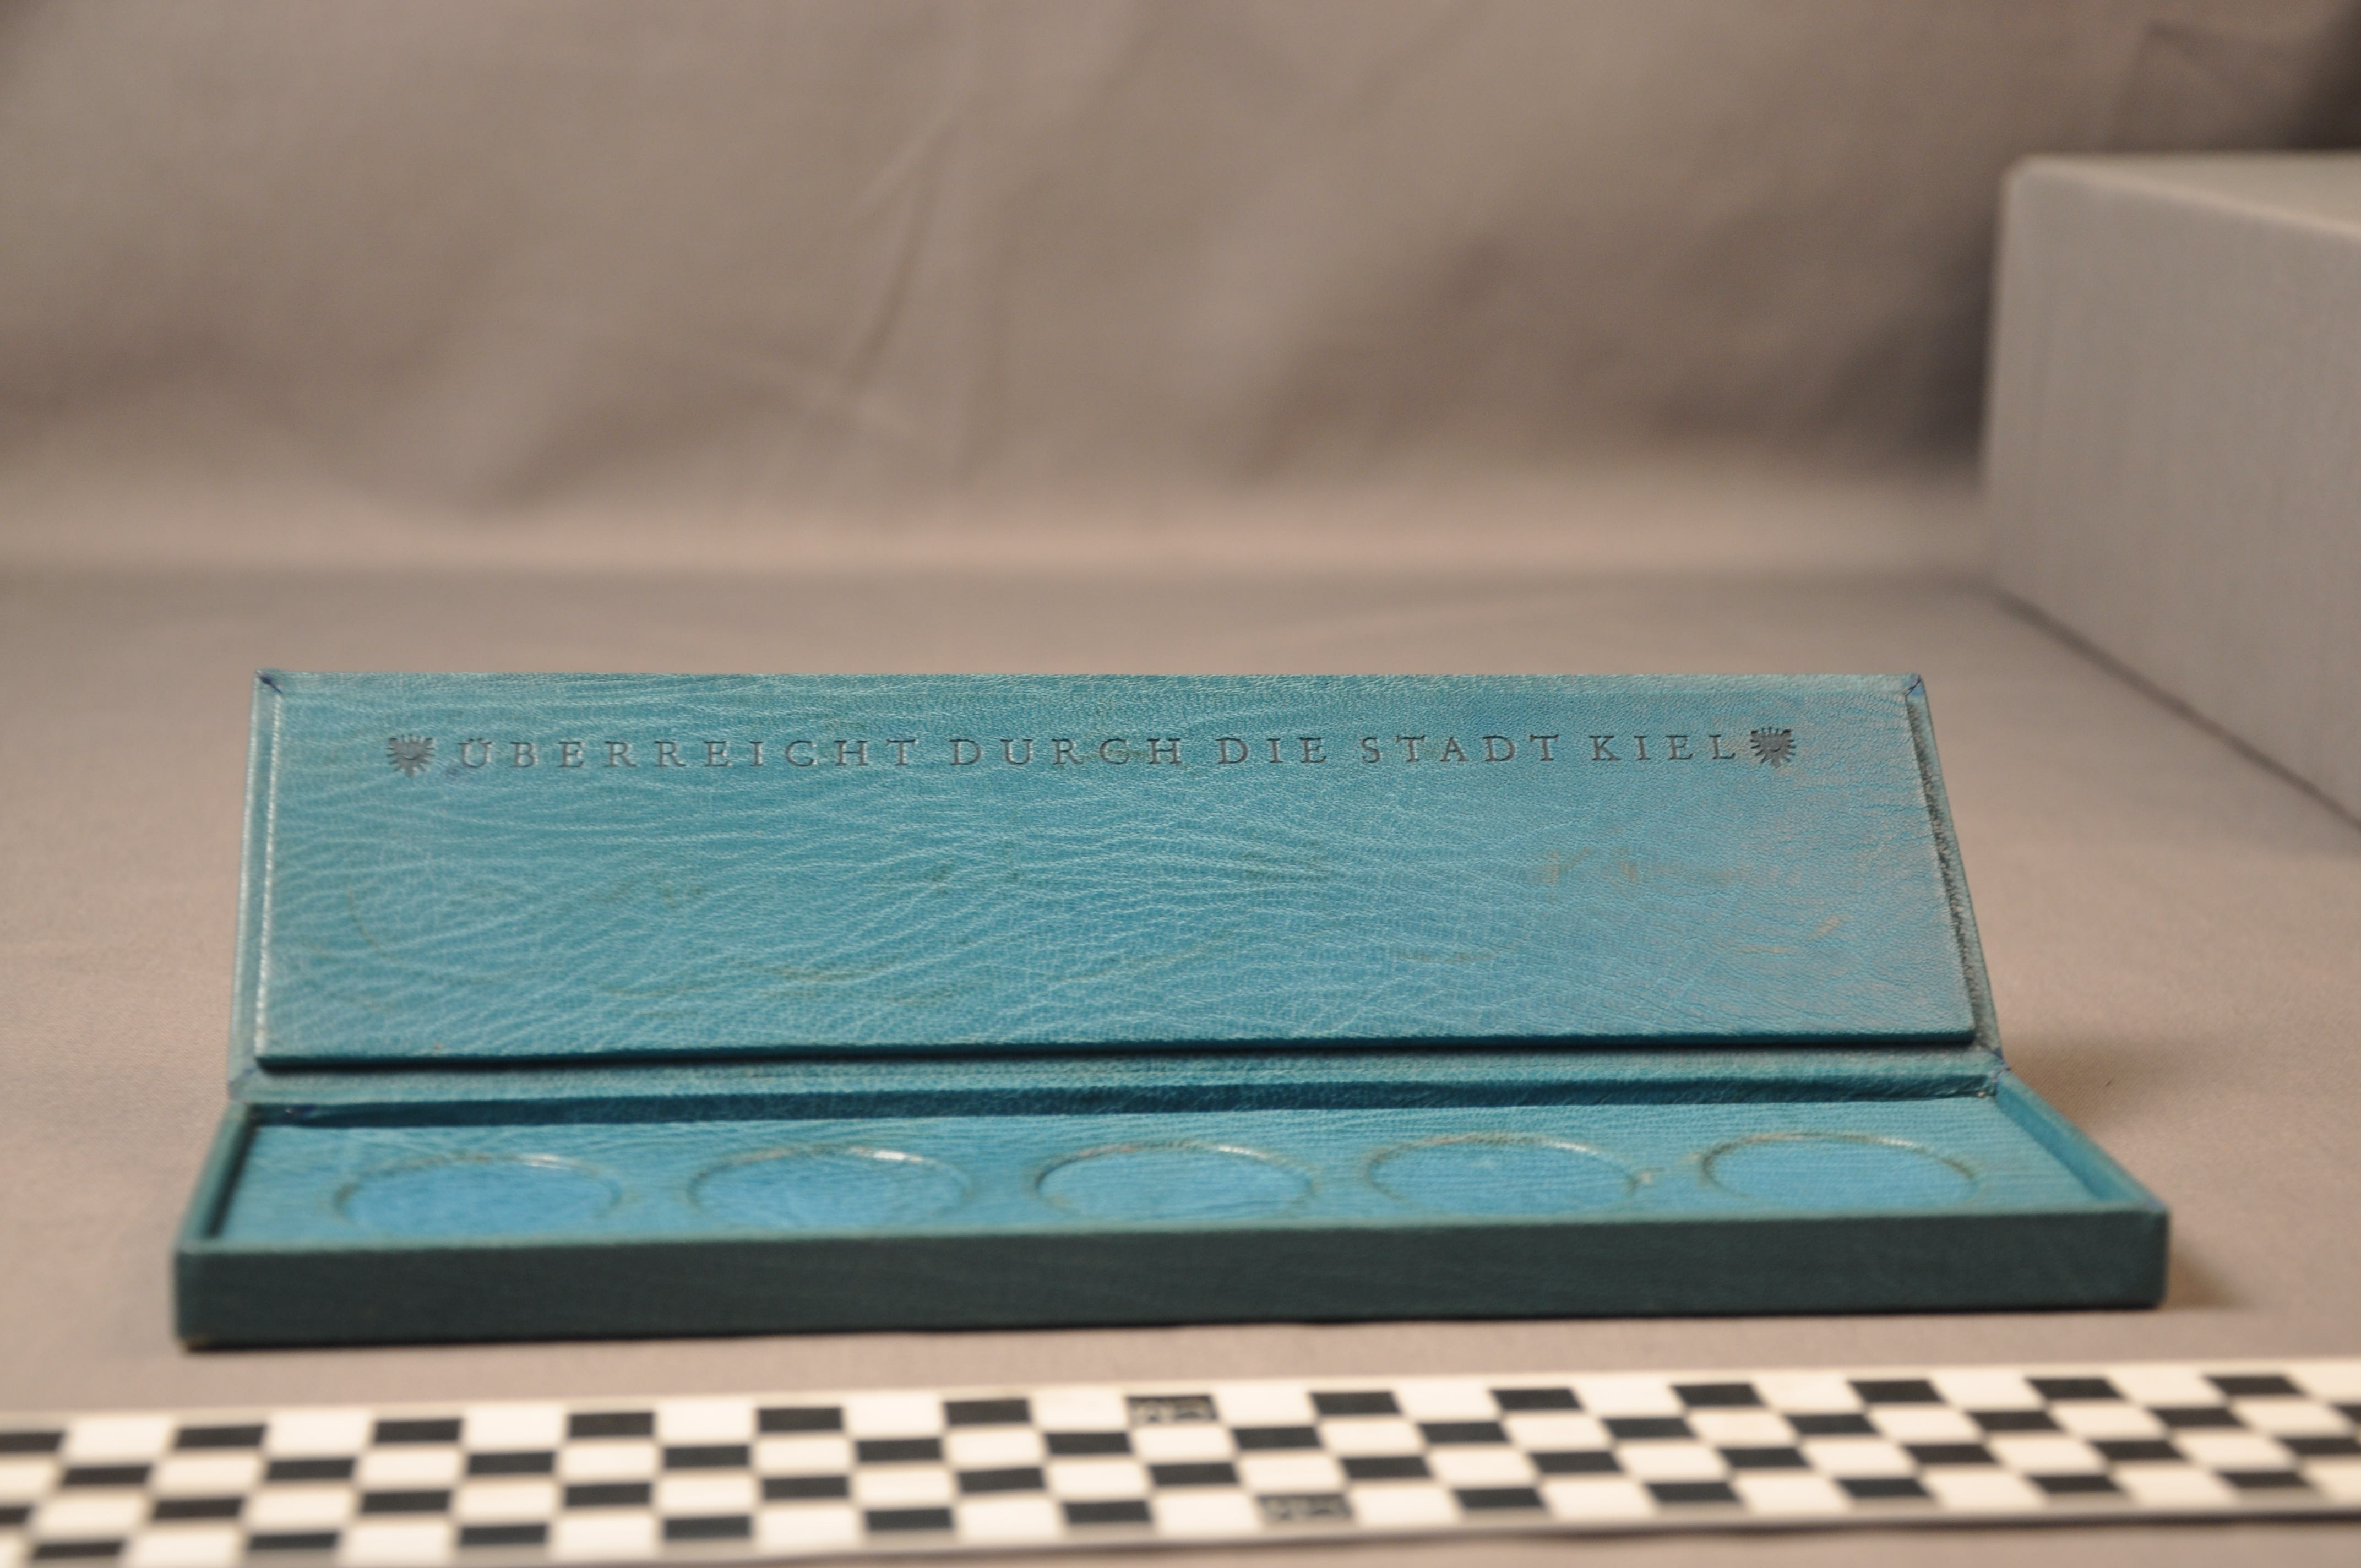 ÜBERREICHT DURCH DIE STADT KIEL